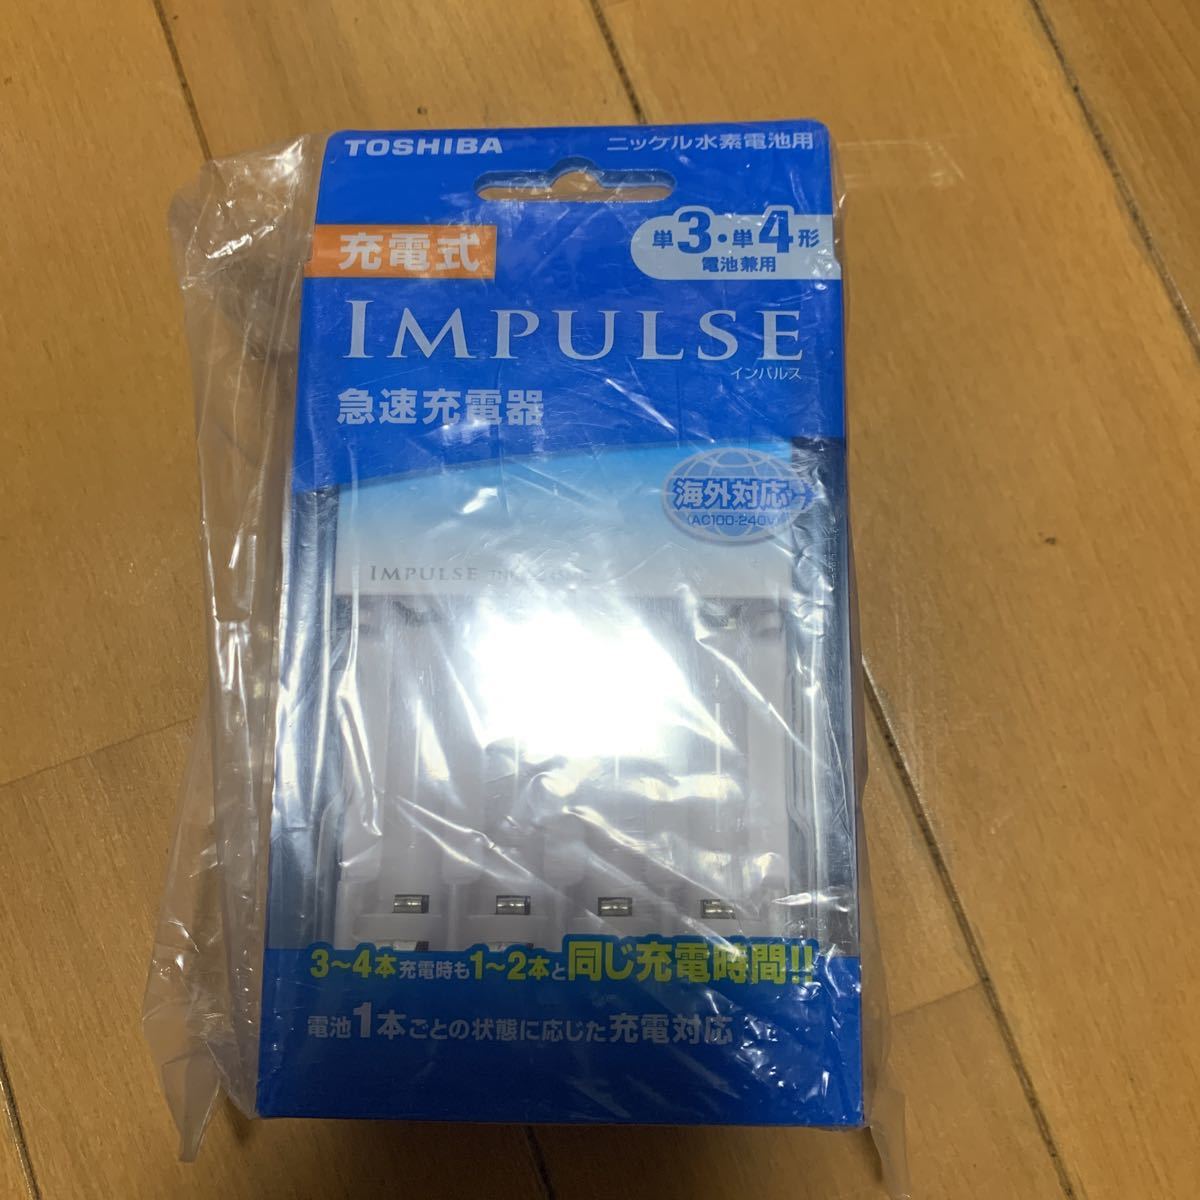 TOSHIBA
ニッケル水素電池用
充電式
単3・単4形
電池兼用
IMPULSE
インパルス
急速充電器
海外対応
(AC100-240V)
IMPULSE
3~4本充電時も1~2本と同じ充電時間!!
電池1本ごとの状態に応じた充電対応